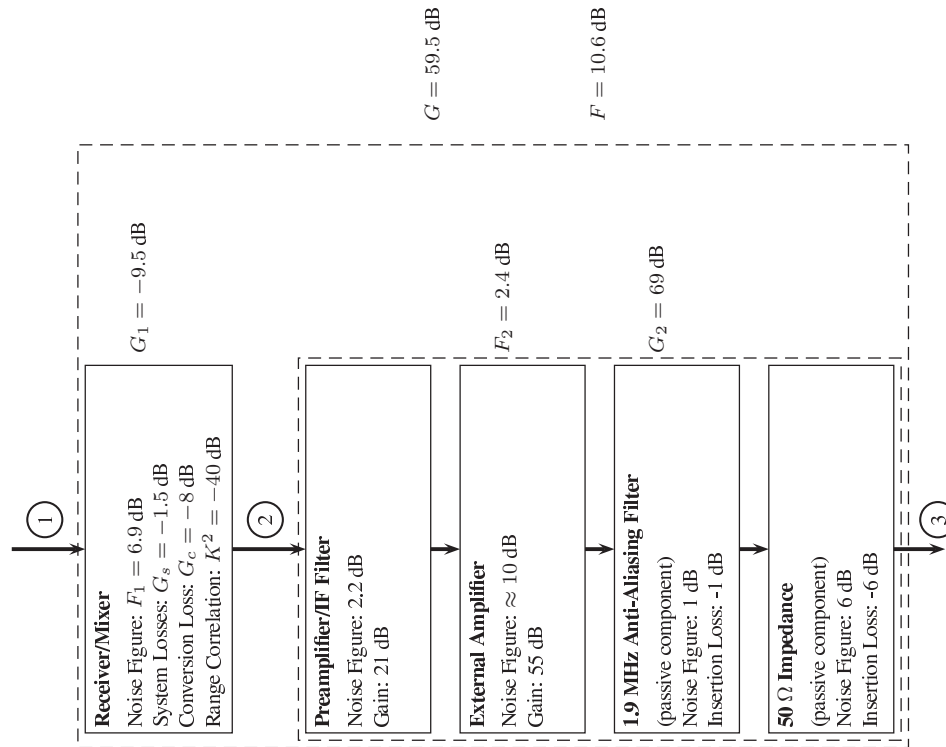 1
Receiver/Mixer
Noise Figure: F₁ = 6.9 dB
System Losses: Gₛ = −1.5 dB
Conversion Loss: G_c = −8 dB
Range Correlation: K² = −40 dB
G₁ = −9.5 dB
2
Preamplifier/IF Filter
Noise Figure: 2.2 dB
Gain: 21 dB
External Amplifier
Noise Figure: ≈ 10 dB
Gain: 55 dB
1.9 MHz Anti-Aliasing Filter
(passive component)
Noise Figure: 1 dB
Insertion Loss: -1 dB
50 Ω Impedance
(passive component)
Noise Figure: 6 dB
Insertion Loss: -6 dB
F₂ = 2.4 dB
G₂ = 69 dB
3
G = 59.5 dB
F = 10.6 dB